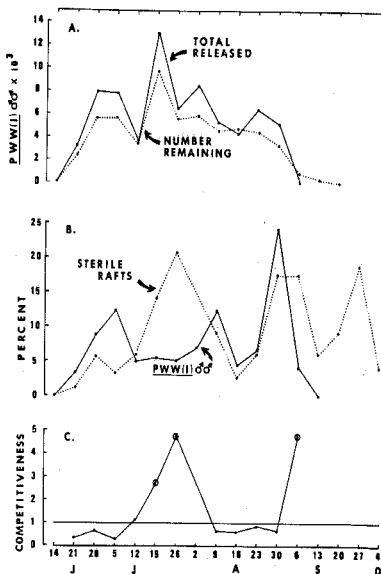 A.
TOTAL
RELEASED
NUMBER
REMAINING
PWW(I)♂♂ × 10³
14
12
10
8
6
4
2
0
B.
STERILE
RAFTS
PWW(I)♂♂
PERCENT
25
20
15
10
5
0
C.
COMPETITIVENESS
5
4
3
2
1
0
14 21 28 5 12 19 26 2 9 16 23 30 6 13 20 27 4
J J A S O